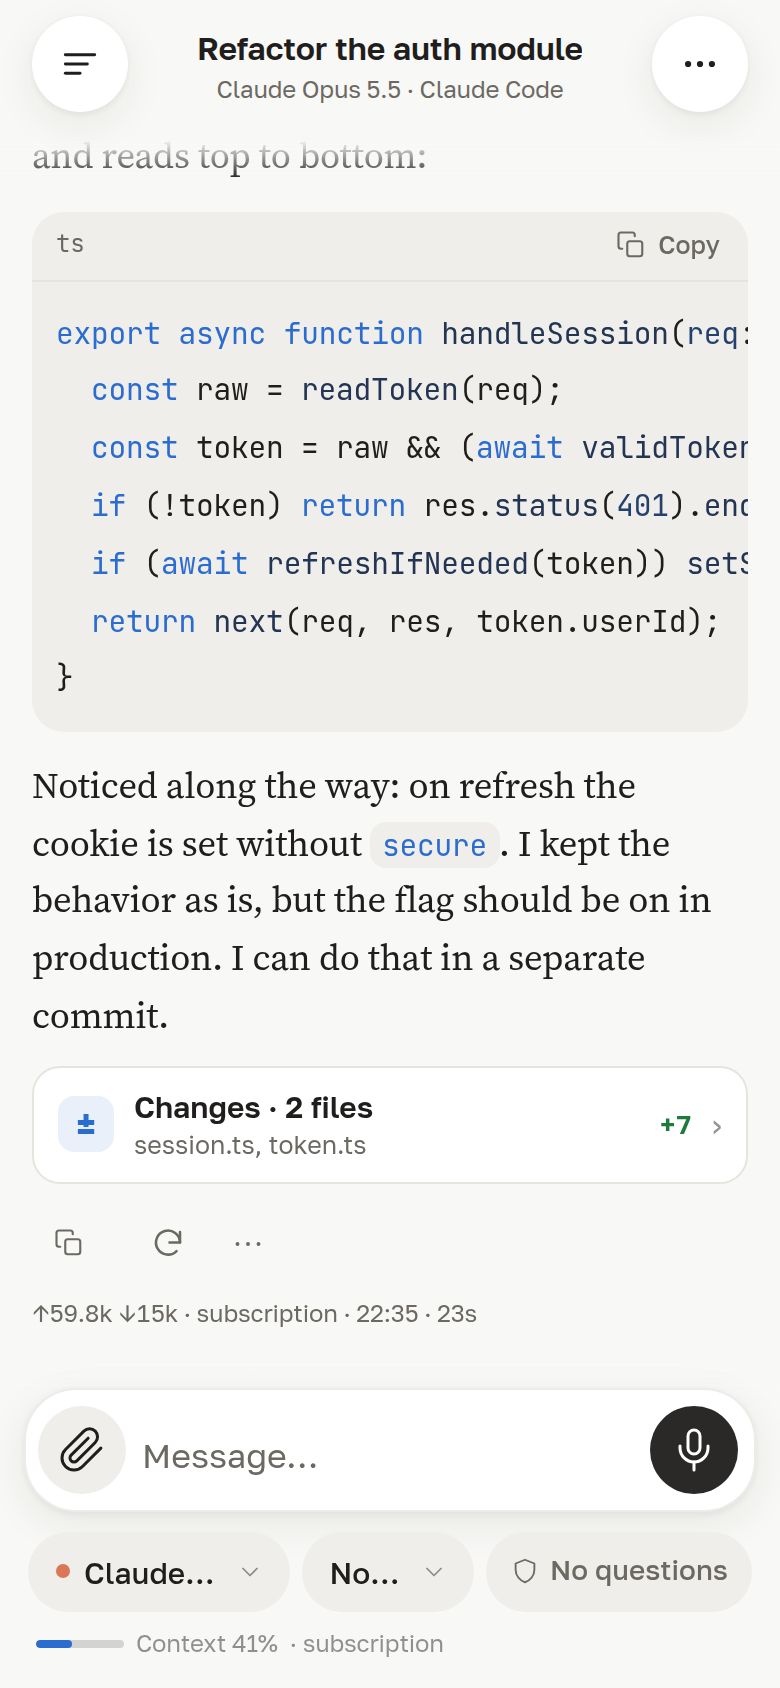 Refactor the auth module
Claude Opus 5.5 · Claude Code
and reads top to bottom:
ts
Copy
export async function handleSession(req:
const raw = readToken(req);
const token = raw && (await validToken
if (!token) return res.status(401).end
if (await refreshIfNeeded(token)) setS
return next(req, res, token.userId);
}
Noticed along the way: on refresh the
cookie is set without secure. I kept the
behavior as is, but the flag should be on in
production. I can do that in a separate
commit.
Changes · 2 files
session.ts, token.ts
+7 ›
↑59.8k ↓15k · subscription · 22:35 · 23s
Message...
Claude...
No...
No questions
Context 41% · subscription